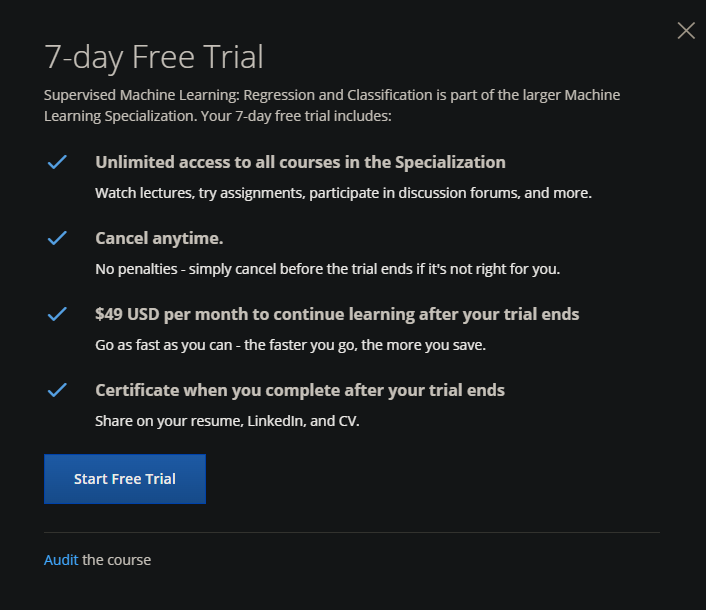 7-day Free Trial
Supervised Machine Learning: Regression and Classification is part of the larger Machine
Learning Specialization. Your 7-day free trial includes:
Unlimited access to all courses in the Specialization
Watch lectures, try assignments, participate in discussion forums, and more.
Cancel anytime.
No penalties - simply cancel before the trial ends if it's not right for you.
$49 USD per month to continue learning after your trial ends
Go as fast as you can - the faster you go, the more you save.
Certificate when you complete after your trial ends
Share on your resume, LinkedIn, and CV.
Start Free Trial
Audit the course